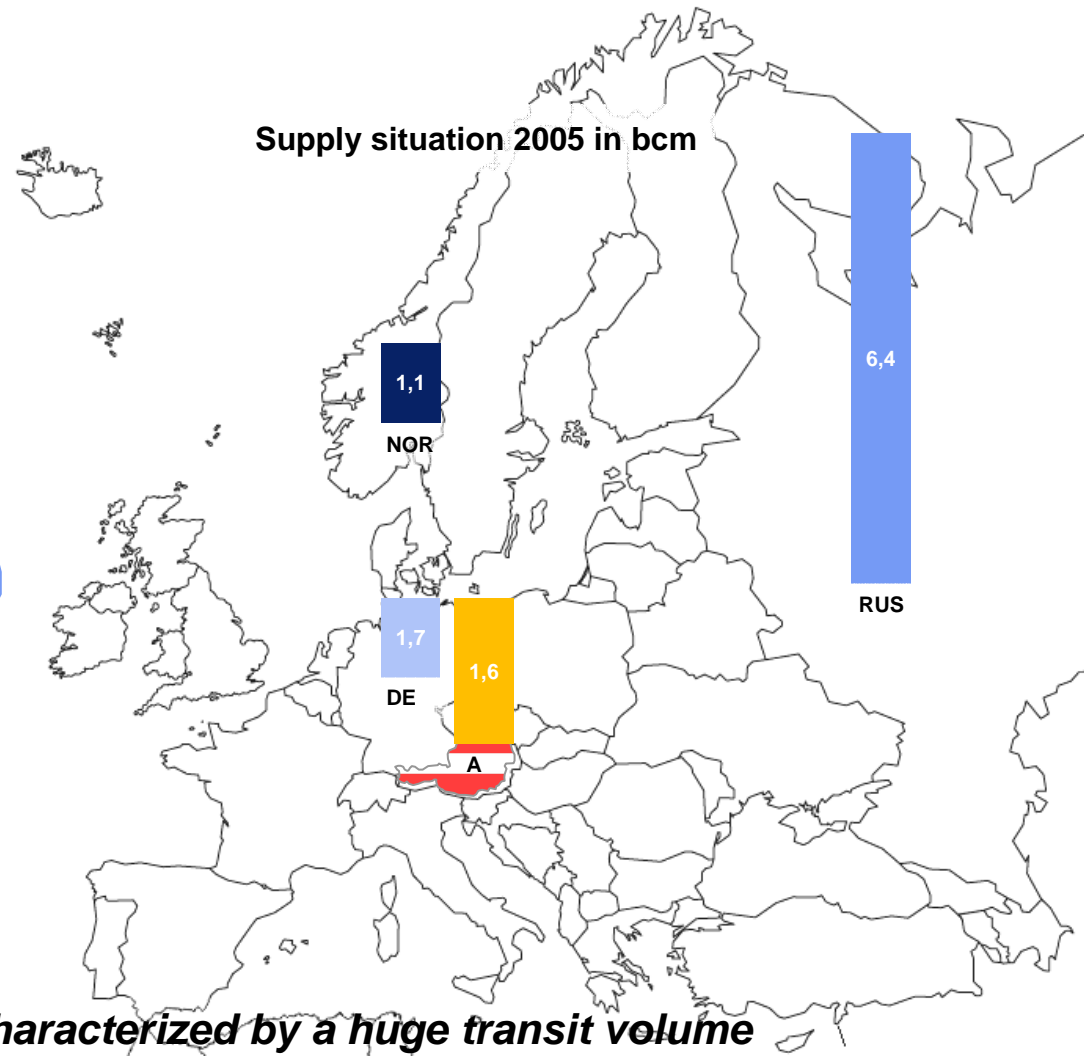 Supply situation 2005 in bcm
6,4
1,1
NOR
RUS
1,7
1,6
DE
A
haracterized by a huge transit volume